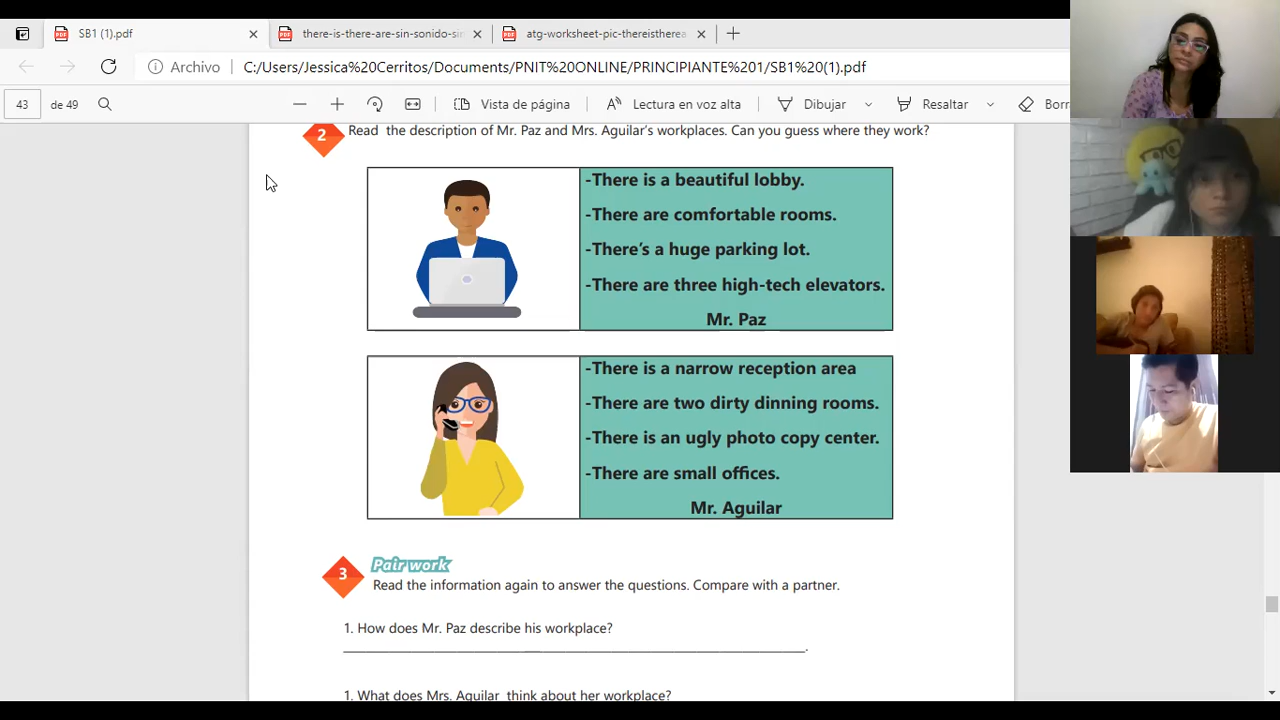 SB1 (1).pdf
there-is-there-are-sin-sonido-sin
atg-worksheet-pic-thereisthерea
Archivo
C:/Users/Jessica%20Cerritos/Documents/PNIT%20ONLINE/PRINCIPIANTE%201/SB1%20(1).pdf
43
de 49
Vista de página
Lectura en voz alta
Dibujar
Resaltar
Borr
2
Read the description of Mr. Paz and Mrs. Aguilar's workplaces. Can you guess where they work?
-There is a beautiful lobby.
-There are comfortable rooms.
-There's a huge parking lot.
-There are three high-tech elevators.
Mr. Paz
-There is a narrow reception area
-There are two dirty dinning rooms.
-There is an ugly photo copy center.
-There are small offices.
Mr. Aguilar
3
Pair work
Read the information again to answer the questions. Compare with a partner.
1. How does Mr. Paz describe his workplace?
1. What does Mrs. Aguilar think about her workplace?